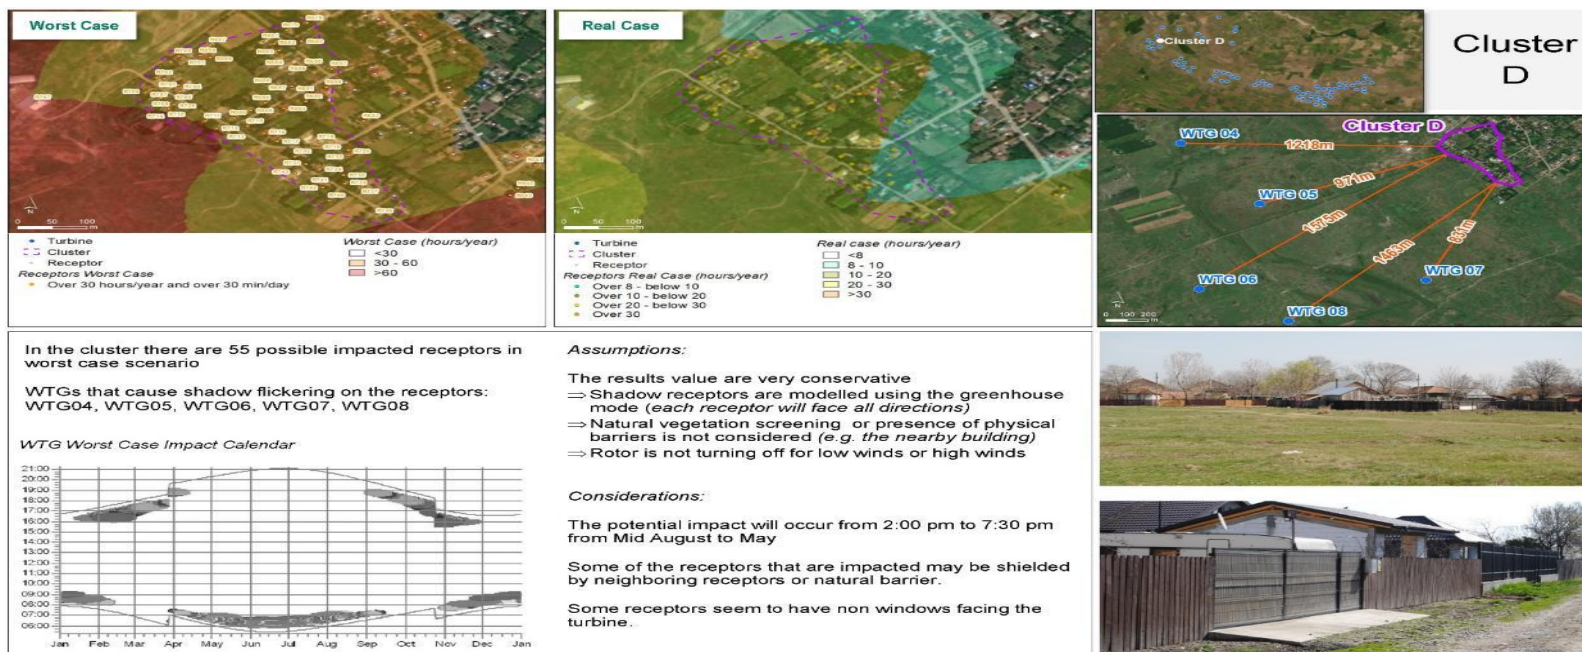 Worst Case
Real Case
Cluster D
Cluster
D
Cluster D
WTG 04
1218m
971m
WTG 05
1575m
1463m
831m
WTG 07
WTG 06
WTG 08
N
0 50 100
m
N
0 50 100
m
N
0 100 200
m
Turbine
Cluster
Receptor
Receptors Worst Case
Over 30 hours/year and over 30 min/day
Worst Case (hours/year)
<30
30 - 60
>60
Turbine
Cluster
Receptor
Receptors Real Case (hours/year)
Over 8 - below 10
Over 10 - below 20
Over 20 - below 30
Over 30
Real case (hours/year)
<8
8 - 10
10 - 20
20 - 30
>30
In the cluster there are 55 possible impacted receptors in
worst case scenario
WTGs that cause shadow flickering on the receptors:
WTG04, WTG05, WTG06, WTG07, WTG08
WTG Worst Case Impact Calendar
21:00
20:00
19:00
18:00
17:00
16:00
15:00
14:00
13:00
12:00
11:00
10:00
09:00
08:00
07:00
06:00
Jan Feb Mar Apr May Jun Jul Aug Sep Oct Nov Dec Jan
Assumptions:
The results value are very conservative
⇒ Shadow receptors are modelled using the greenhouse
mode (each receptor will face all directions)
⇒ Natural vegetation screening or presence of physical
barriers is not considered (e.g. the nearby building)
⇒ Rotor is not turning off for low winds or high winds
Considerations:
The potential impact will occur from 2:00 pm to 7:30 pm
from Mid August to May
Some of the receptors that are impacted may be shielded
by neighboring receptors or natural barrier.
Some receptors seem to have non windows facing the
turbine.